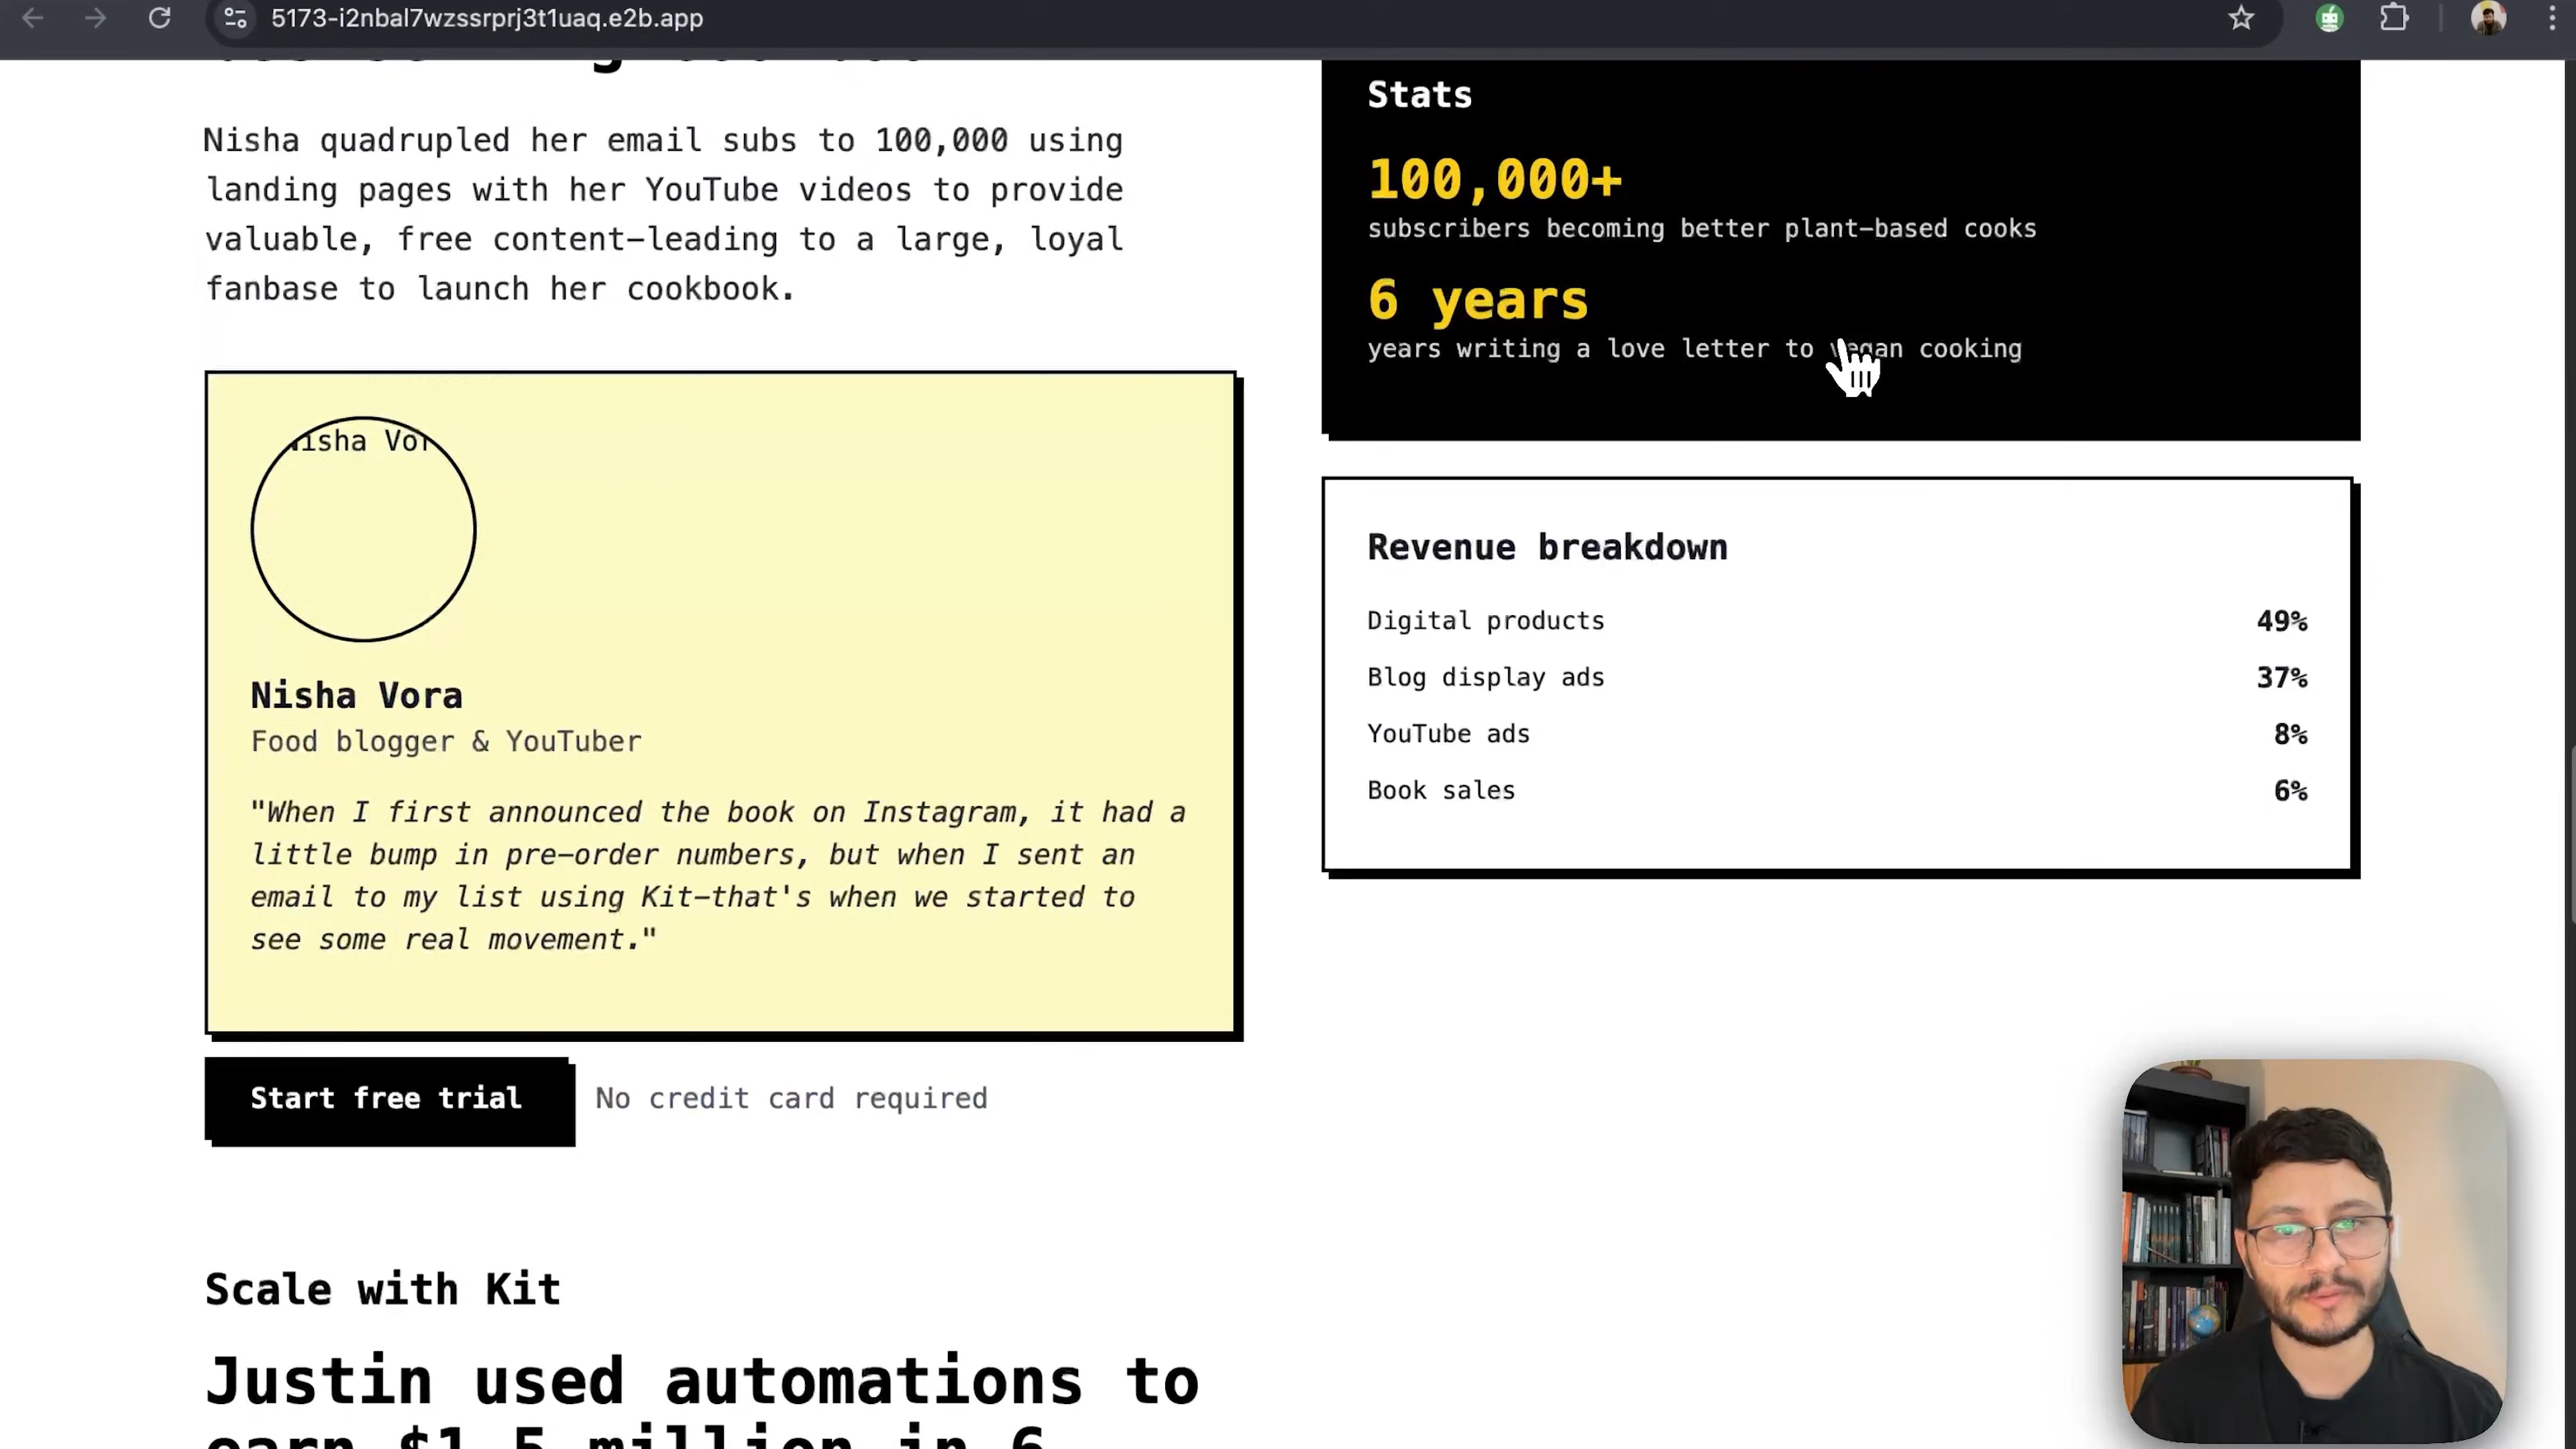 5173-i2nbal7wzssrprj3t1uaq.e2b.app
Nisha quadrupled her email subs to 100,000 using
landing pages with her YouTube videos to provide
valuable, free content-leading to a large, loyal
fanbase to launch her cookbook.
Nisha Vora
Food blogger & YouTuber
"When I first announced the book on Instagram, it had a
little bump in pre-order numbers, but when I sent an
email to my list using Kit-that's when we started to
see some real movement."
Start free trial
No credit card required
Scale with Kit
Justin used automations to
earn $1.5 million in 6
Stats
100,000+
subscribers becoming better plant-based cooks
6 years
years writing a love letter to vegan cooking
Revenue breakdown
Digital products 49%
Blog display ads 37%
YouTube ads 8%
Book sales 6%